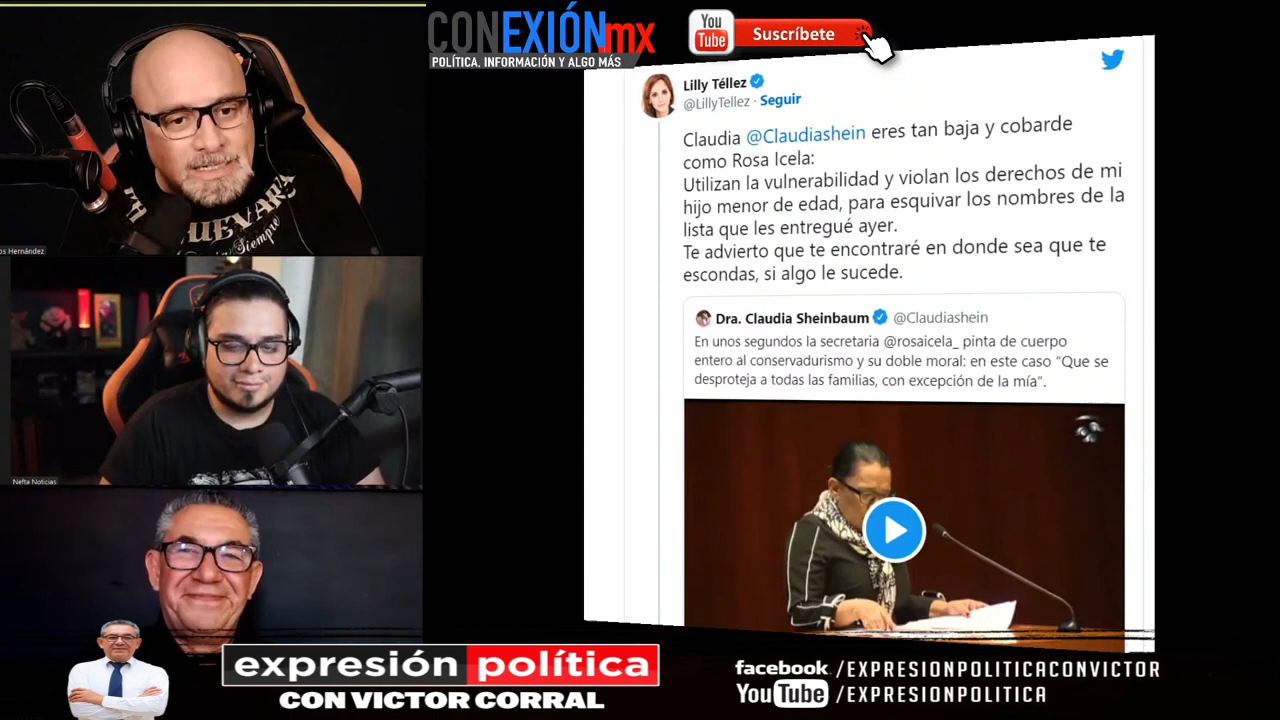 CONEXIÓNmx
POLÍTICA, INFORMACIÓN Y ALGO MÁS
You
Tube
Suscríbete
Lilly Téllez
@LillyTellez · Seguir
Claudia @Claudiashein eres tan baja y cobarde
como Rosa Icela:
Utilizan la vulnerabilidad y violan los derechos de mi
hijo menor de edad, para esquivar los nombres de la
lista que les entregué ayer.
Te advierto que te encontraré en donde sea que te
escondas, si algo le sucede.
Dra. Claudia Sheinbaum @Claudiashein
En unos segundos la secretaria @rosaicela_ pinta de cuerpo
entero al conservadurismo y su doble moral: en este caso “Que se
desproteja a todas las familias, con excepción de la mía”.
HUEVARA
Siempre
os Hernández
Nefta Noticias
expresión política
CON VICTOR CORRAL
facebook /EXPRESIONPOLITICACONVICTOR
YouTube /EXPRESIONPOLITICA